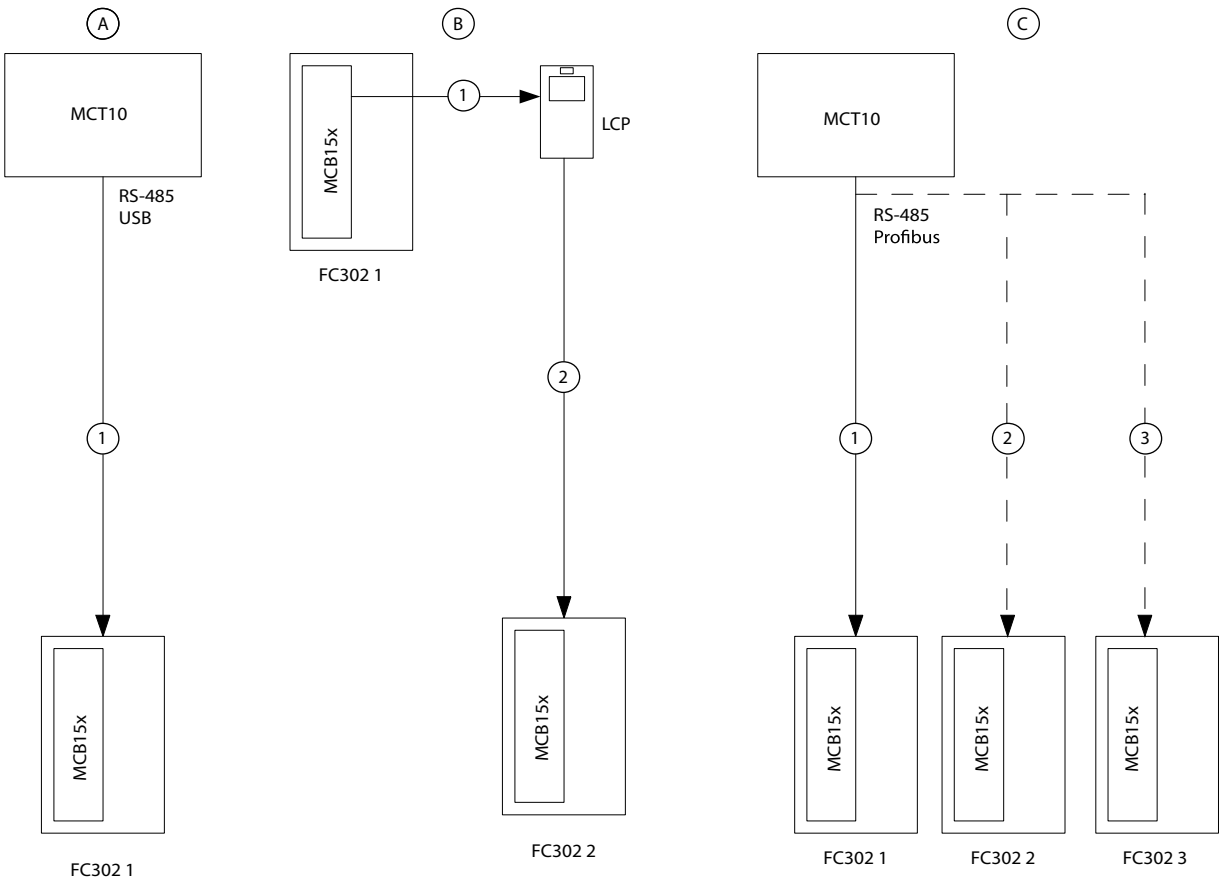 A
MCT10
RS-485
USB
1
MCB15x
FC302 1
B
MCB15x
FC302 1
1
LCP
2
MCB15x
FC302 2
C
MCT10
RS-485
Profibus
1
2
3
MCB15x
MCB15x
MCB15x
FC302 1
FC302 2
FC302 3